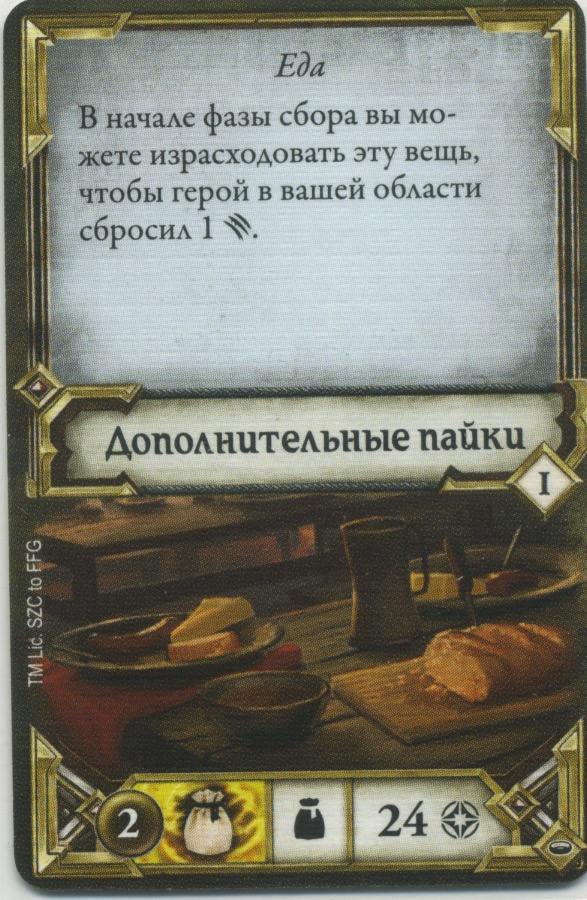 Еда
В начале фазы сбора вы мо-
жете израсходовать эту вещь,
чтобы герой в вашей области
сбросил 1 .
Дополнительные пайки
I
TM Lic. SZC to FFG
2
24